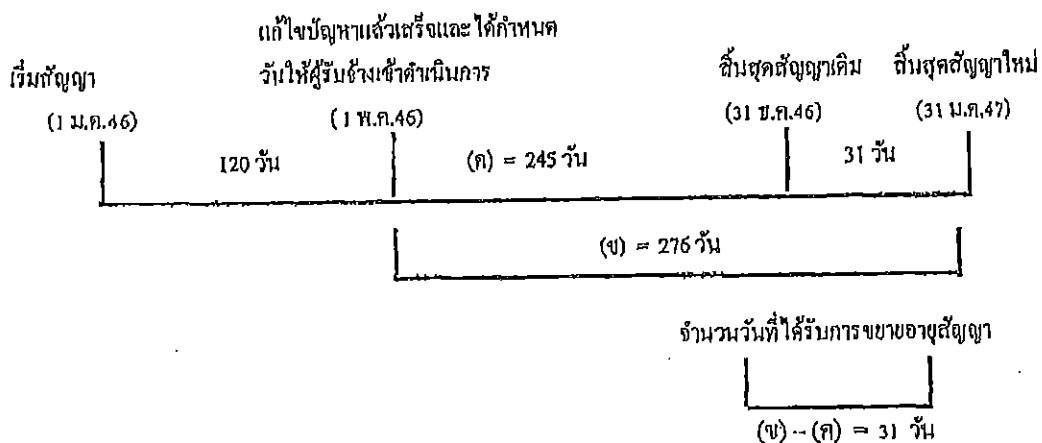 แก้ไขปัญหาแล้วเสร็จและได้กำหนด
เริ่มสัญญา วันให้ผู้รับจ้างเข้าดำเนินการ สิ้นสุดสัญญาเดิม สิ้นสุดสัญญาใหม่
(1 ม.ค.46) (1 พ.ค.46) (31 ธ.ค.46) (31 ม.ค.47)
120 วัน (ค) = 245 วัน 31 วัน
(ข) = 276 วัน
จำนวนวันที่ได้รับการขยายอายุสัญญา
(ข) - (ค) = 31 วัน